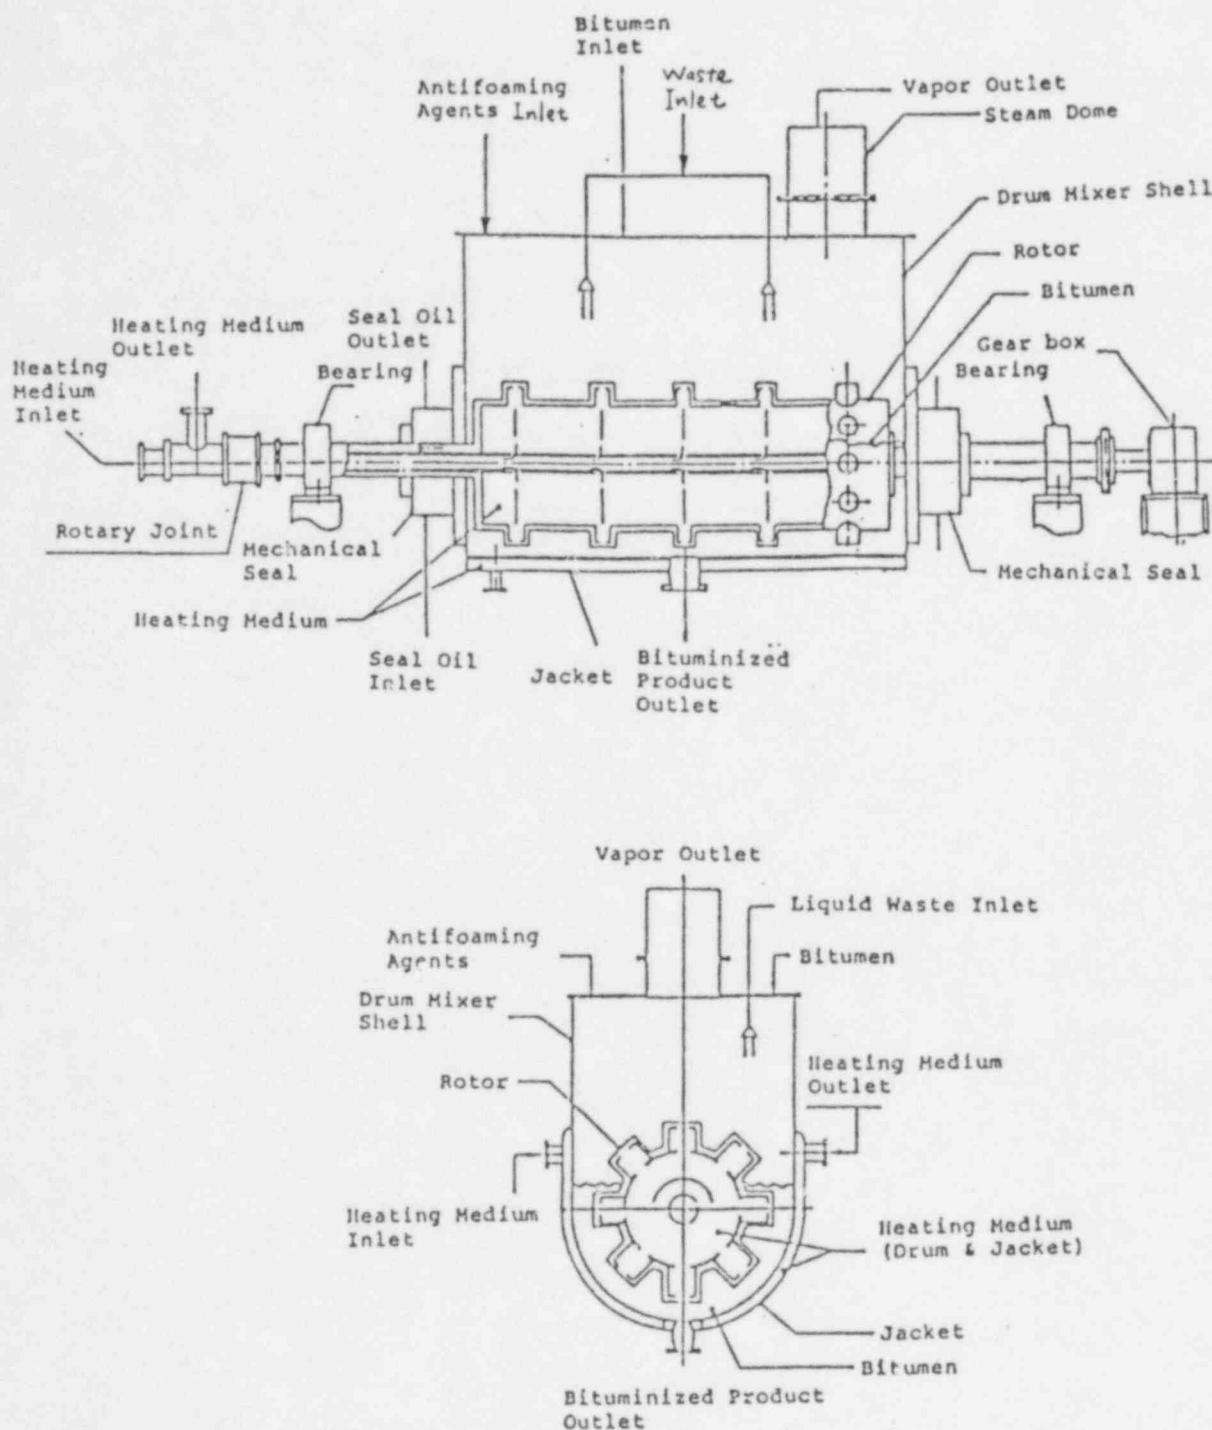 Bitumen
Inlet
Waste
Inlet
Antifoaming
Agents Inlet
Vapor Outlet
Steam Dome
Drum Mixer Shell
Rotor
Bitumen
Heating Medium
Outlet
Seal Oil
Outlet
Gear box
Bearing
Heating
Medium
Inlet
Bearing
Rotary Joint
Mechanical
Seal
Mechanical Seal
Heating Medium
Seal Oil
Inlet
Jacket
Bituminized
Product
Outlet
Vapor Outlet
Liquid Waste Inlet
Antifoaming
Agents
Bitumen
Drum Mixer
Shell
Heating Medium
Outlet
Rotor
Heating Medium
Inlet
Heating Medium
(Drum & Jacket)
Jacket
Bitumen
Bituminized Product
Outlet